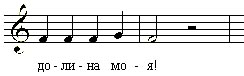 до - ли - на мо - я!